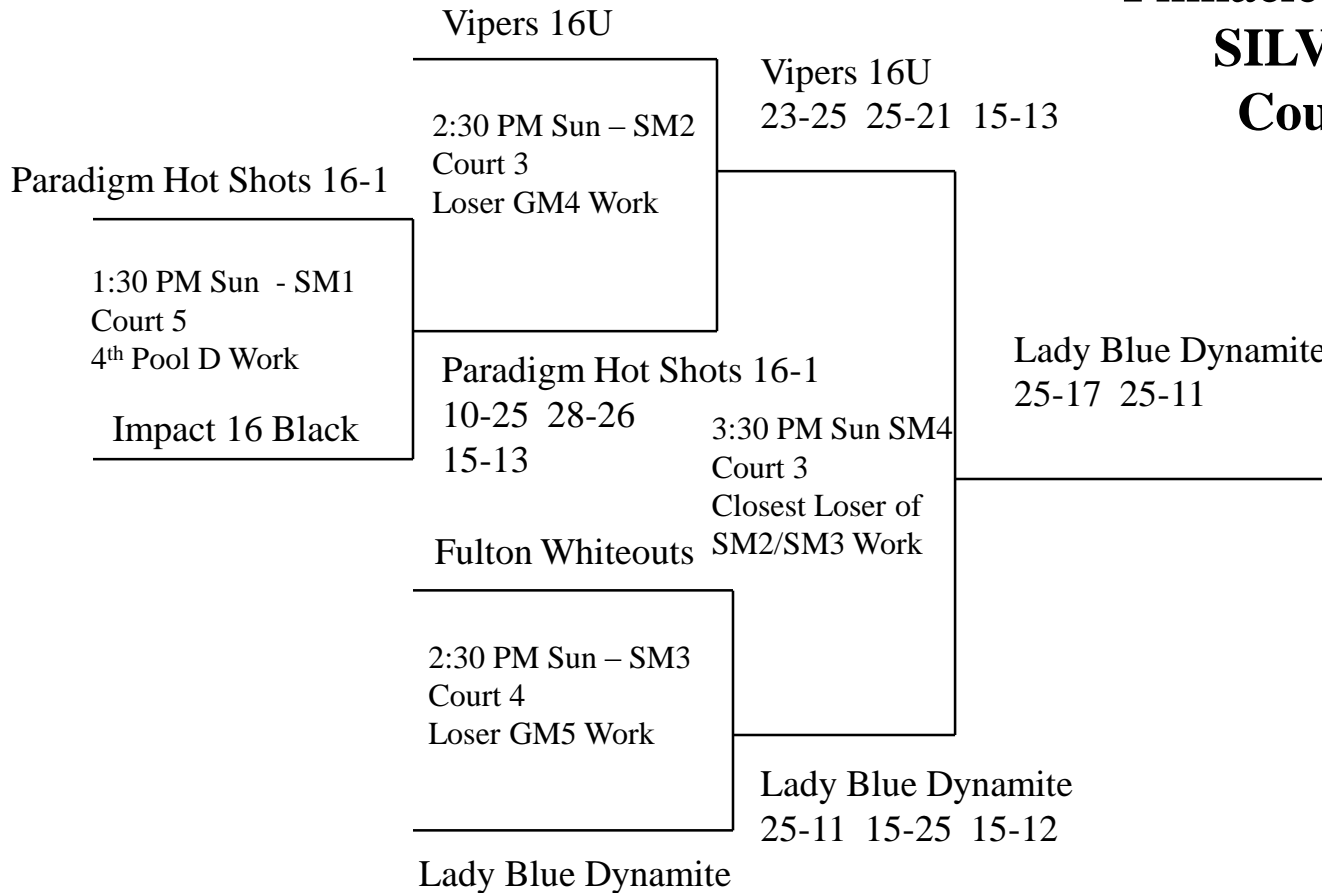 Vipers 16U
SILV
Cou
Vipers 16U
23-25 25-21 15-13
2:30 PM Sun – SM2
Court 3
Loser GM4 Work
Paradigm Hot Shots 16-1
1:30 PM Sun - SM1
Court 5
4th Pool D Work
Impact 16 Black
Paradigm Hot Shots 16-1
10-25 28-26
15-13
Lady Blue Dynamite
25-17 25-11
3:30 PM Sun SM4
Court 3
Closest Loser of
SM2/SM3 Work
Fulton Whiteouts
2:30 PM Sun – SM3
Court 4
Loser GM5 Work
Lady Blue Dynamite
25-11 15-25 15-12
Lady Blue Dynamite